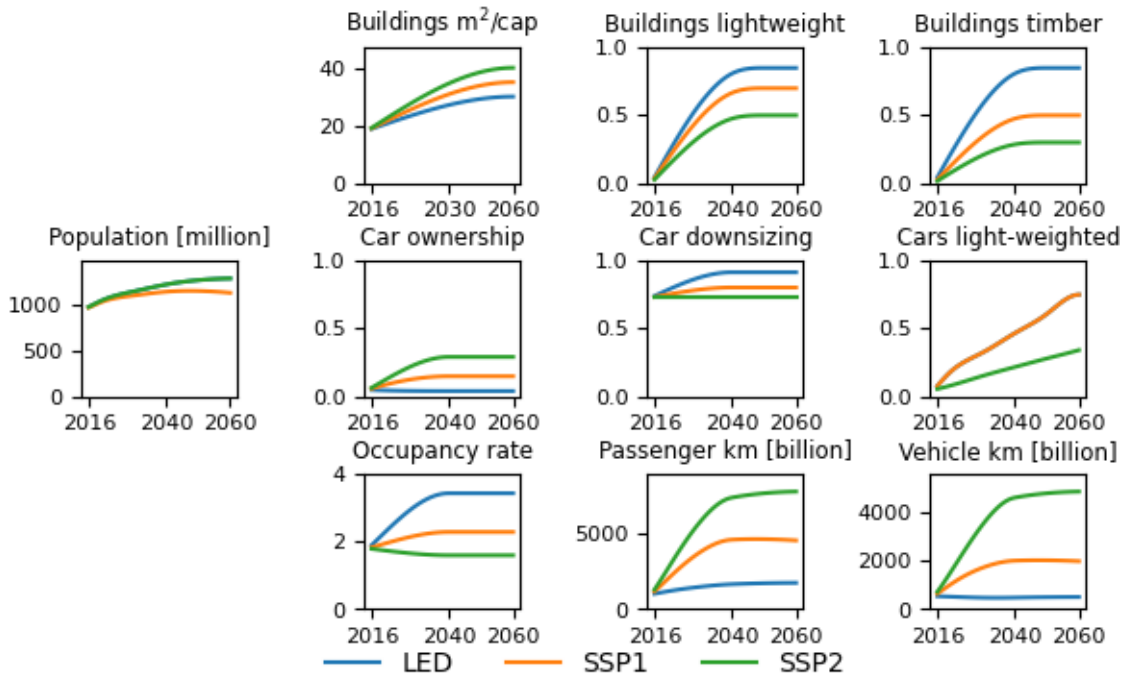 Buildings m²/cap
Buildings lightweight
Buildings timber
40
20
0
2016 2030 2060
1.0
0.5
0.0
2016 2040 2060
1.0
0.5
0.0
2016 2040 2060
Population [million]
Car ownership
Car downsizing
Cars light-weighted
1000
500
0
2016 2040 2060
1.0
0.5
0.0
2016 2040 2060
1.0
0.5
0.0
2016 2040 2060
1.0
0.5
0.0
2016 2040 2060
Occupancy rate
Passenger km [billion]
Vehicle km [billion]
4
2
0
2016 2040 2060
5000
0
2016 2040 2060
4000
2000
0
2016 2040 2060
LED SSP1 SSP2